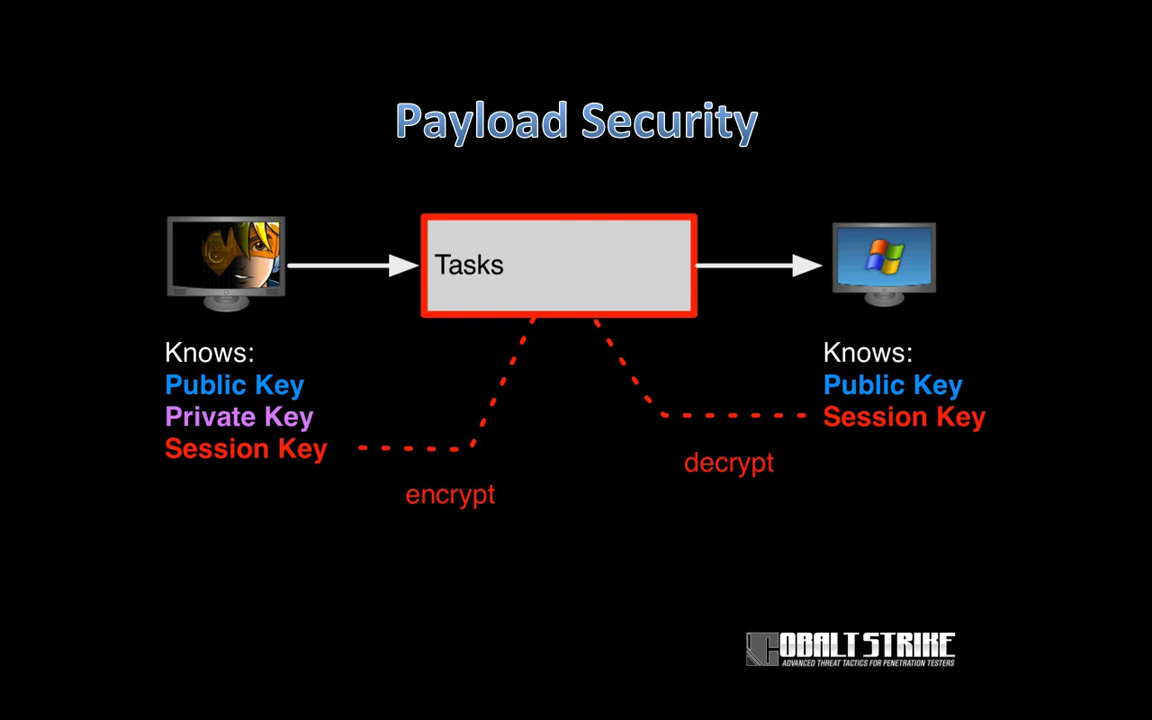 Payload Security
Tasks
Knows:
Public Key
Private Key
Session Key
encrypt
decrypt
Knows:
Public Key
Session Key
COBALT STRIKE
ADVANCED THREAT TACTICS FOR PENETRATION TESTERS